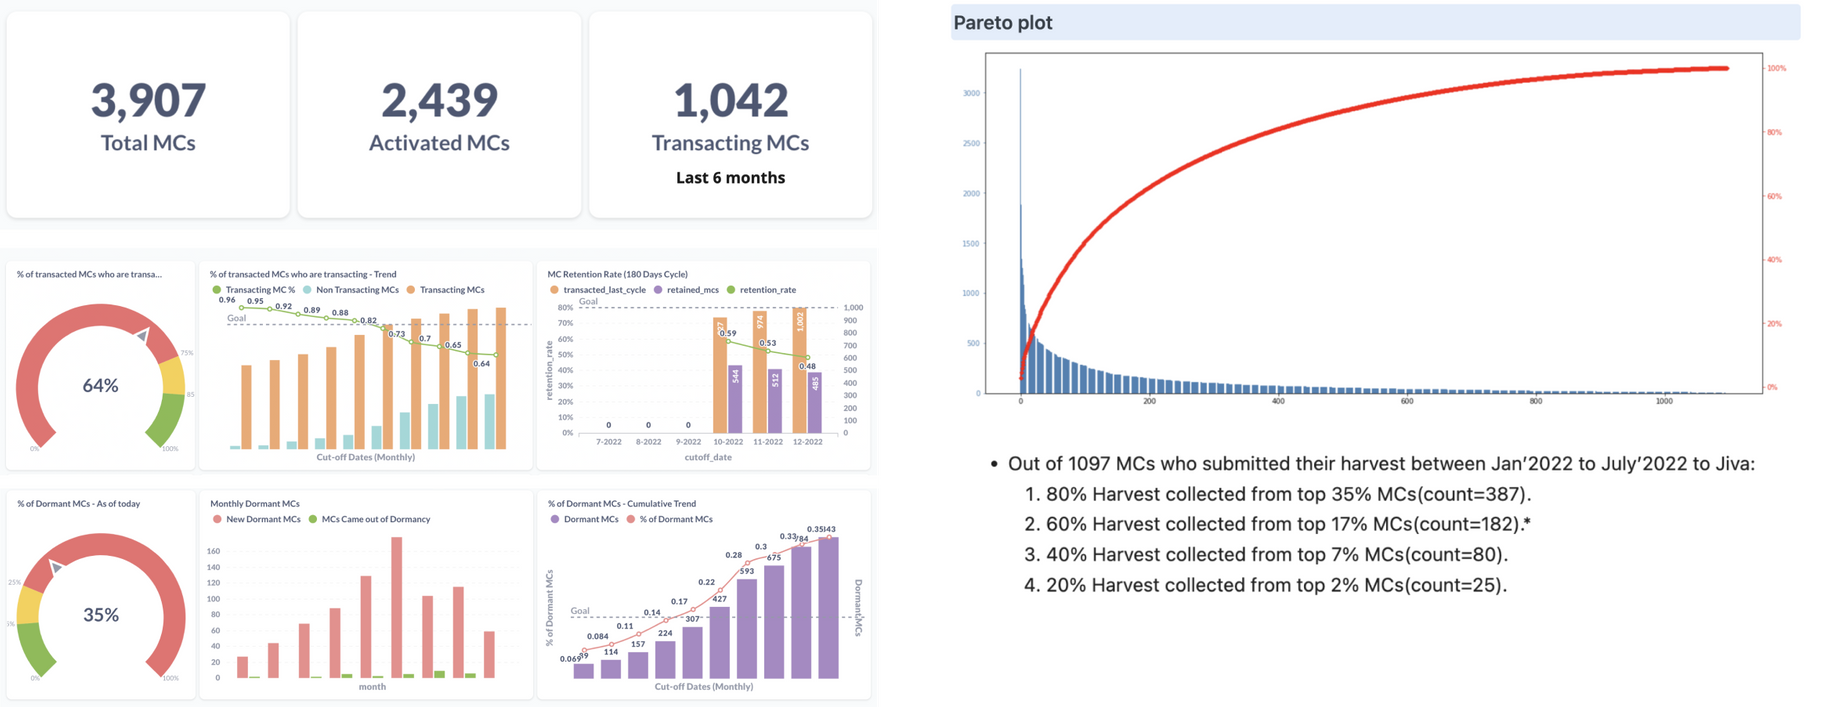 3,907
Total MCs
2,439
Activated MCs
1,042
Transacting MCs
Last 6 months
% of transacted MCs who are transa...
75%
85
64%
0%
100%
% of transacted MCs who are transacting - Trend
Transacting MC % Non Transacting MCs Transacting MCs
0.96 0.95 0.92 0.89 0.88 0.82 0.73 0.7 0.65 0.64
Goal
Cut-off Dates (Monthly)
MC Retention Rate (180 Days Cycle)
transacted_last_cycle retained_mcs retention_rate
Goal
80% 1,000
70% 900
60% 800
50% 700
40% 600
30% 500
20% 400
10% 300
0% 200
100
0
retention_rate
0 0 0
0.59 0.53 0.48
974 1,002
544 512 485
7-2022 8-2022 9-2022 10-2022 11-2022 12-2022
cutoff_date
% of Dormant MCs - As of today
25%
35%
0%
100%
Monthly Dormant MCs
New Dormant MCs MCs Came out of Dormancy
160
140
120
100
80
60
40
20
0
month
% of Dormant MCs - Cumulative Trend
Dormant MCs % of Dormant MCs
0.069 0.084 0.11 0.14 0.17 0.22 0.28 0.3 0.33 0.35
114 157 224 307 427 593 675 784
Goal
% of Dormant MCs
Dormant MCs
Cut-off Dates (Monthly)
Pareto plot
3000
2500
2000
1500
1000
500
0
100%
80%
60%
40%
20%
0%
0 200 400 600 800 1000
• Out of 1097 MCs who submitted their harvest between Jan'2022 to July'2022 to Jiva:
1. 80% Harvest collected from top 35% MCs(count=387).
2. 60% Harvest collected from top 17% MCs(count=182).*
3. 40% Harvest collected from top 7% MCs(count=80).
4. 20% Harvest collected from top 2% MCs(count=25).